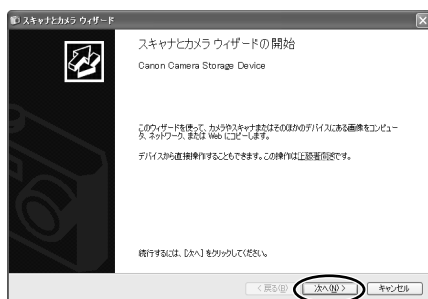 スキャナとカメラ ウィザード
スキャナとカメラ ウィザードの開始
Canon Camera Storage Device
このウィザードを使って、カメラやスキャナまたはそのほかのデバイスにある画像をコンピュー
タ、ネットワーク、または Web にコピーします。
デバイスから直接操作することもできます。この操作は上級者向きです。
続行するには、[次へ] をクリックしてください。
< 戻る(B)
次へ(N) >
キャンセル